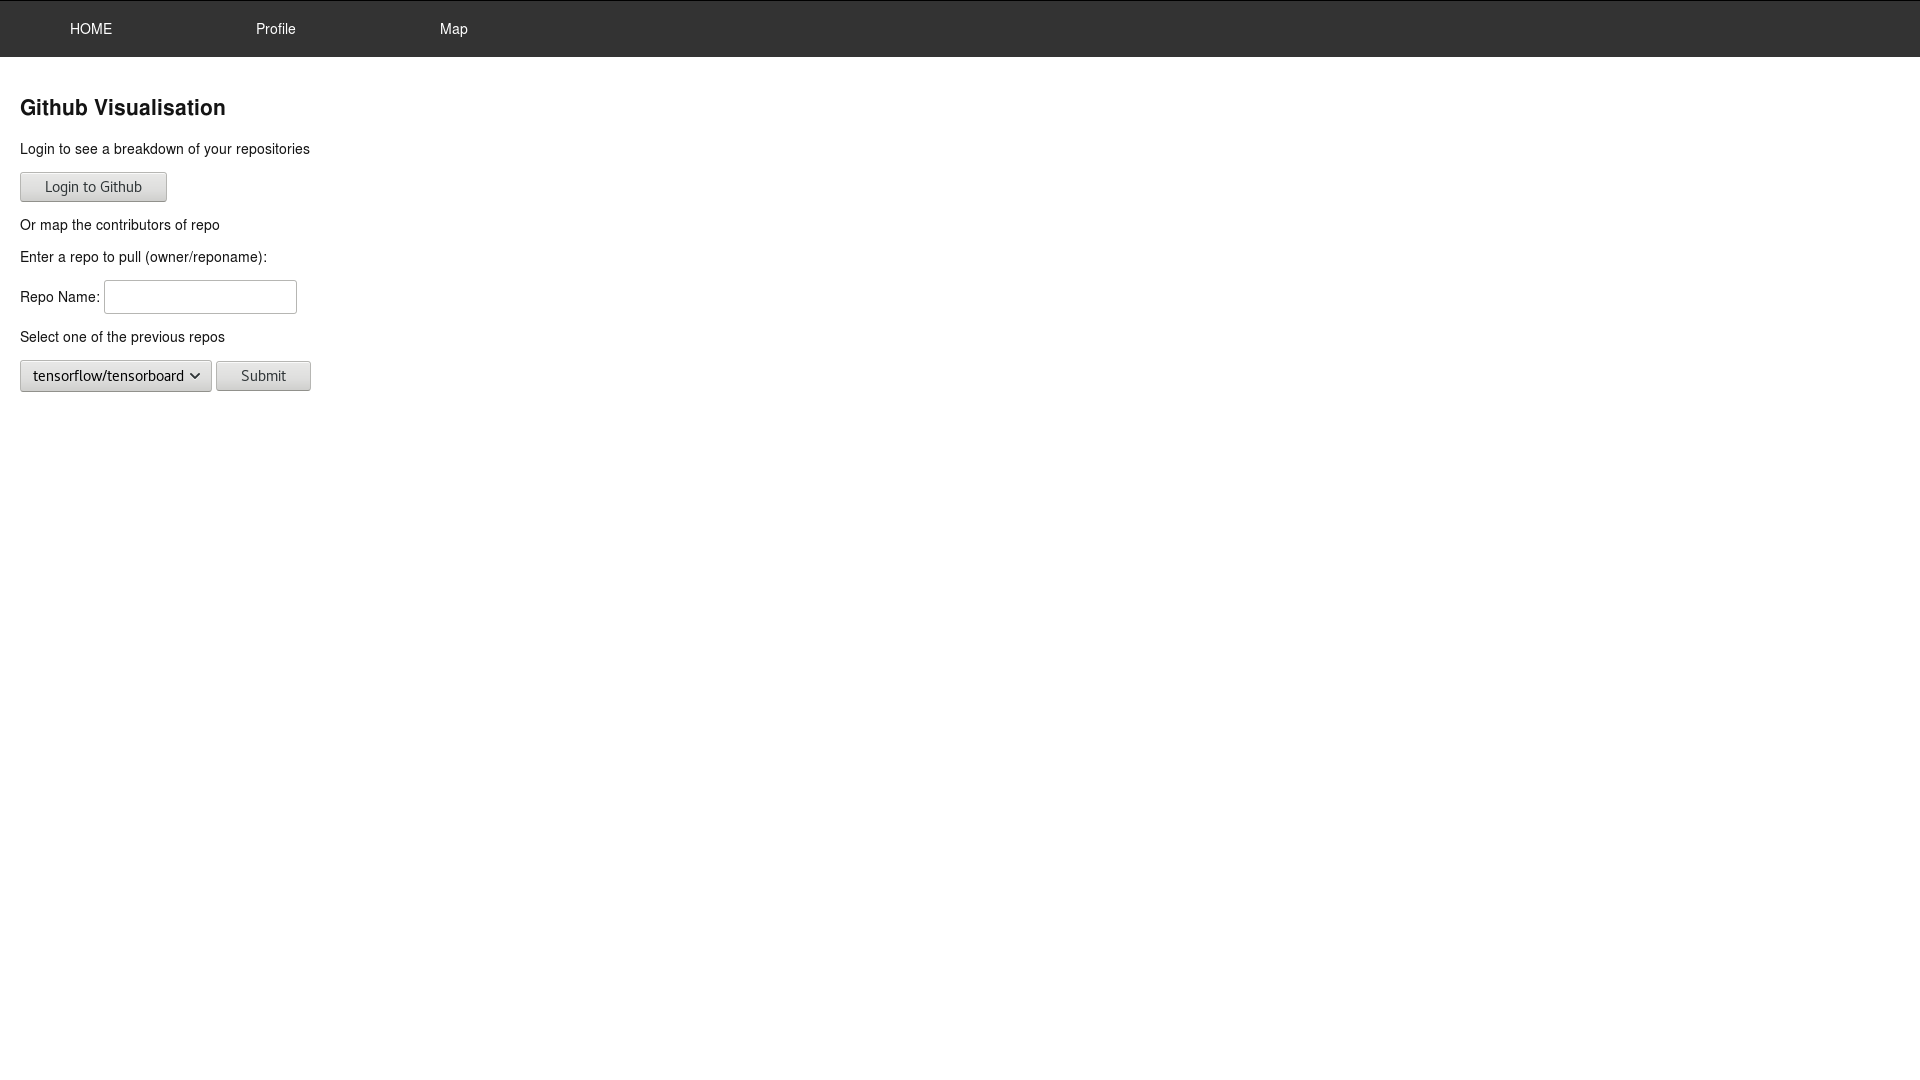 HOME Profile Map
Github Visualisation
Login to see a breakdown of your repositories
Login to Github
Or map the contributors of repo
Enter a repo to pull (owner/reponame):
Repo Name:
Select one of the previous repos
tensorflow/tensorboard Submit